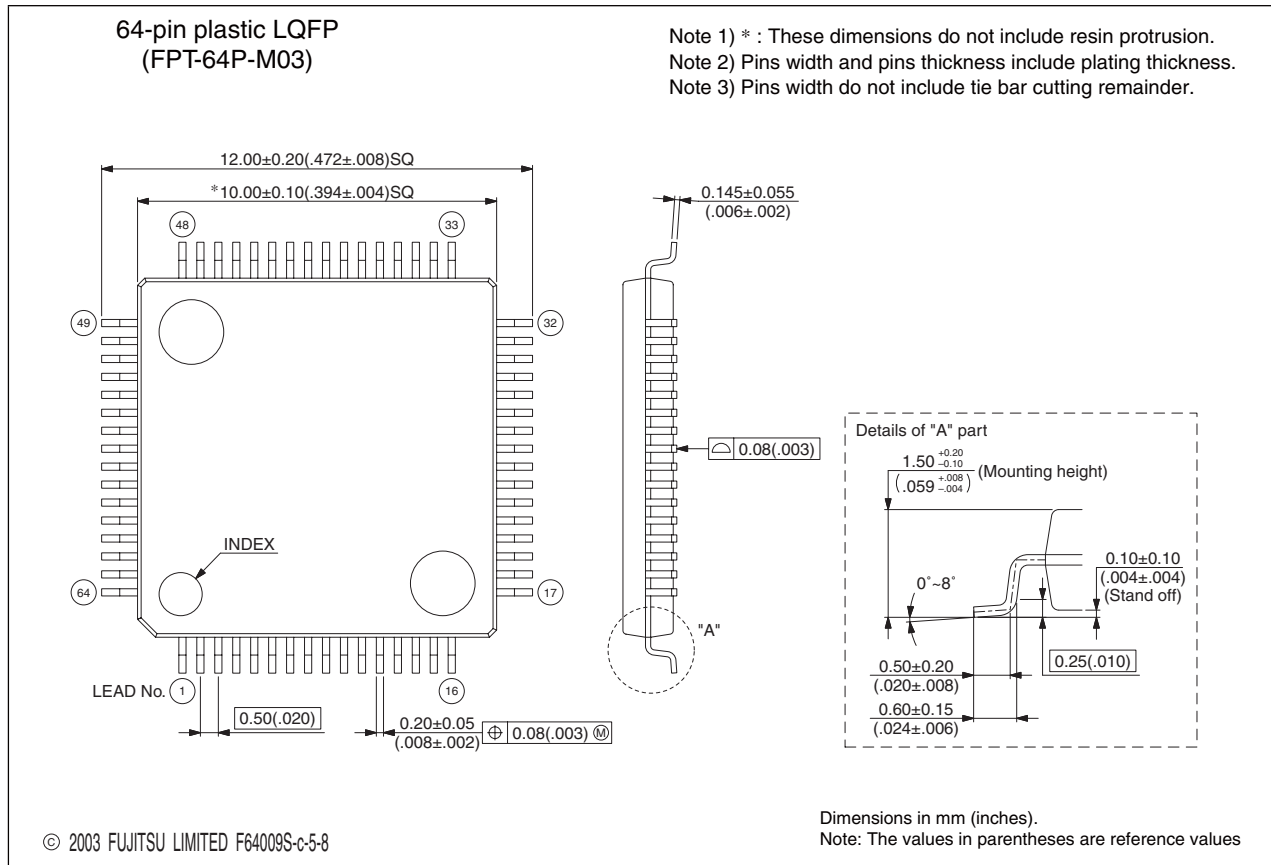 64-pin plastic LQFP
(FPT-64P-M03)
Note 1) * : These dimensions do not include resin protrusion.
Note 2) Pins width and pins thickness include plating thickness.
Note 3) Pins width do not include tie bar cutting remainder.
12.00±0.20(.472±.008)SQ
*10.00±0.10(.394±.004)SQ
48
33
49
32
INDEX
64
17
LEAD No.
1
16
0.50(.020)
0.20±0.05
(.008±.002)
0.08(.003) Ⓜ
0.145±0.055
(.006±.002)
0.08(.003)
"A"
Details of "A" part
1.50 +0.20 −0.10
(.059 +.008 −.004)
(Mounting height)
0˚~8˚
0.10±0.10
(.004±.004)
(Stand off)
0.50±0.20
(.020±.008)
0.25(.010)
0.60±0.15
(.024±.006)
© 2003 FUJITSU LIMITED F64009S-c-5-8
Dimensions in mm (inches).
Note: The values in parentheses are reference values